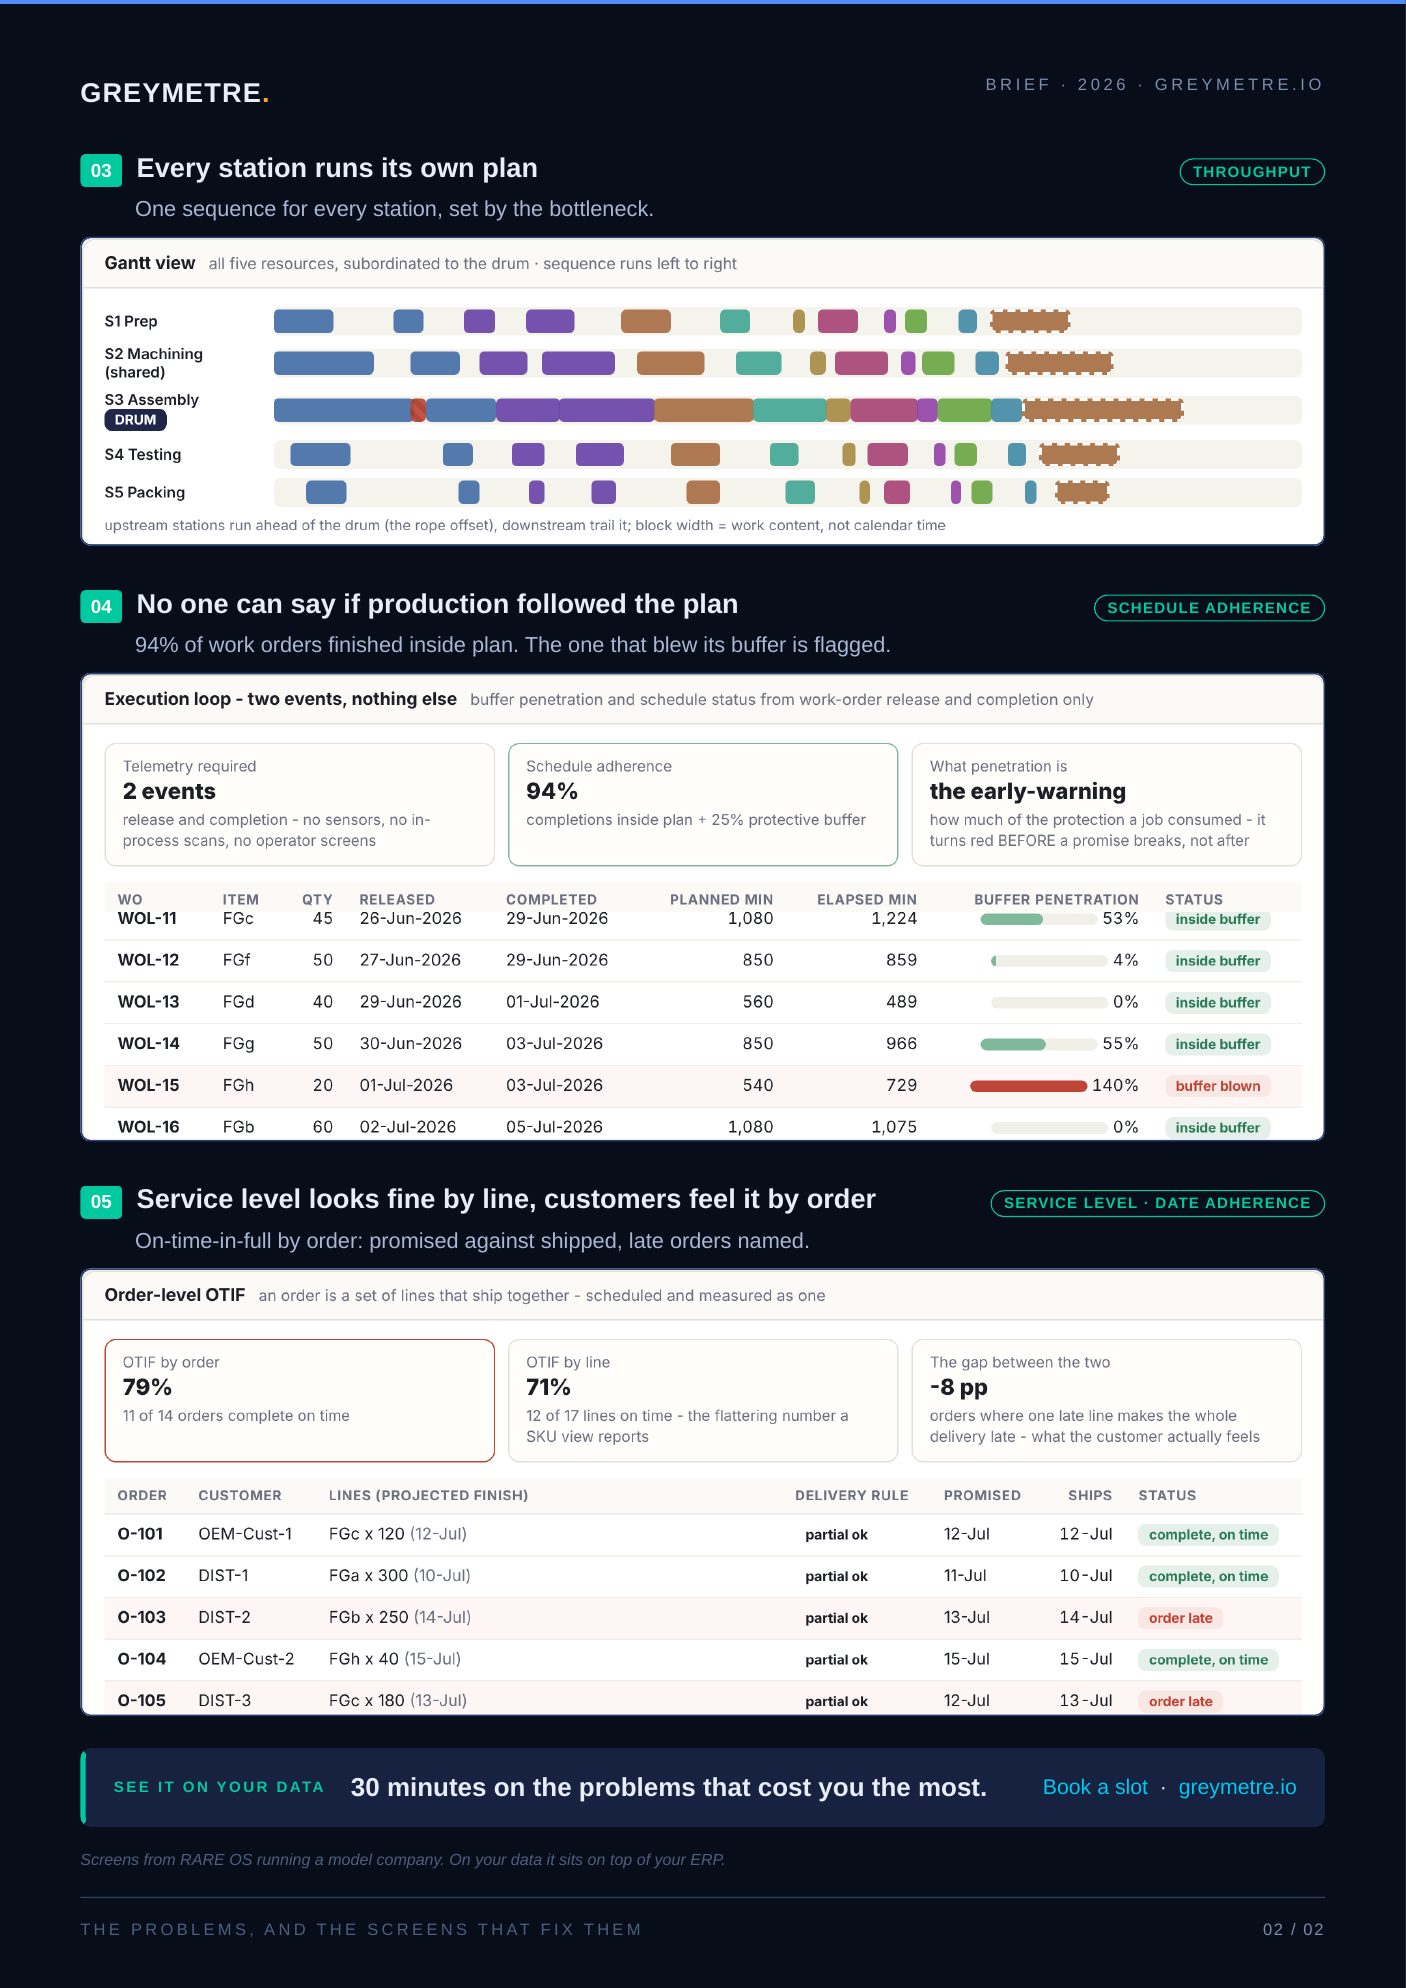 GREYMETRE.
BRIEF · 2026 · GREYMETRE.IO
03 Every station runs its own plan
THROUGHPUT
One sequence for every station, set by the bottleneck.
Gantt view all five resources, subordinated to the drum · sequence runs left to right
S1 Prep
S2 Machining
(shared)
S3 Assembly
DRUM
S4 Testing
S5 Packing
upstream stations run ahead of the drum (the rope offset), downstream trail it; block width = work content, not calendar time
04 No one can say if production followed the plan
SCHEDULE ADHERENCE
94% of work orders finished inside plan. The one that blew its buffer is flagged.
Execution loop - two events, nothing else buffer penetration and schedule status from work-order release and completion only
Telemetry required
2 events
release and completion - no sensors, no in-
process scans, no operator screens
Schedule adherence
94%
completions inside plan + 25% protective buffer
What penetration is
the early-warning
how much of the protection a job consumed - it
turns red BEFORE a promise breaks, not after
WO ITEM QTY RELEASED COMPLETED PLANNED MIN ELAPSED MIN BUFFER PENETRATION STATUS
WOL-11 FGc 45 26-Jun-2026 29-Jun-2026 1,080 1,224 53% inside buffer
WOL-12 FGf 50 27-Jun-2026 29-Jun-2026 850 859 4% inside buffer
WOL-13 FGd 40 29-Jun-2026 01-Jul-2026 560 489 0% inside buffer
WOL-14 FGg 50 30-Jun-2026 03-Jul-2026 850 966 55% inside buffer
WOL-15 FGh 20 01-Jul-2026 03-Jul-2026 540 729 140% buffer blown
WOL-16 FGb 60 02-Jul-2026 05-Jul-2026 1,080 1,075 0% inside buffer
05 Service level looks fine by line, customers feel it by order
SERVICE LEVEL · DATE ADHERENCE
On-time-in-full by order: promised against shipped, late orders named.
Order-level OTIF an order is a set of lines that ship together - scheduled and measured as one
OTIF by order
79%
11 of 14 orders complete on time
OTIF by line
71%
12 of 17 lines on time - the flattering number a
SKU view reports
The gap between the two
-8 pp
orders where one late line makes the whole
delivery late - what the customer actually feels
ORDER CUSTOMER LINES (PROJECTED FINISH) DELIVERY RULE PROMISED SHIPS STATUS
O-101 OEM-Cust-1 FGc x 120 (12-Jul) partial ok 12-Jul 12-Jul complete, on time
O-102 DIST-1 FGa x 300 (10-Jul) partial ok 11-Jul 10-Jul complete, on time
O-103 DIST-2 FGb x 250 (14-Jul) partial ok 13-Jul 14-Jul order late
O-104 OEM-Cust-2 FGh x 40 (15-Jul) partial ok 15-Jul 15-Jul complete, on time
O-105 DIST-3 FGc x 180 (13-Jul) partial ok 12-Jul 13-Jul order late
SEE IT ON YOUR DATA 30 minutes on the problems that cost you the most. Book a slot · greymetre.io
Screens from RARE OS running a model company. On your data it sits on top of your ERP.
THE PROBLEMS, AND THE SCREENS THAT FIX THEM
02 / 02